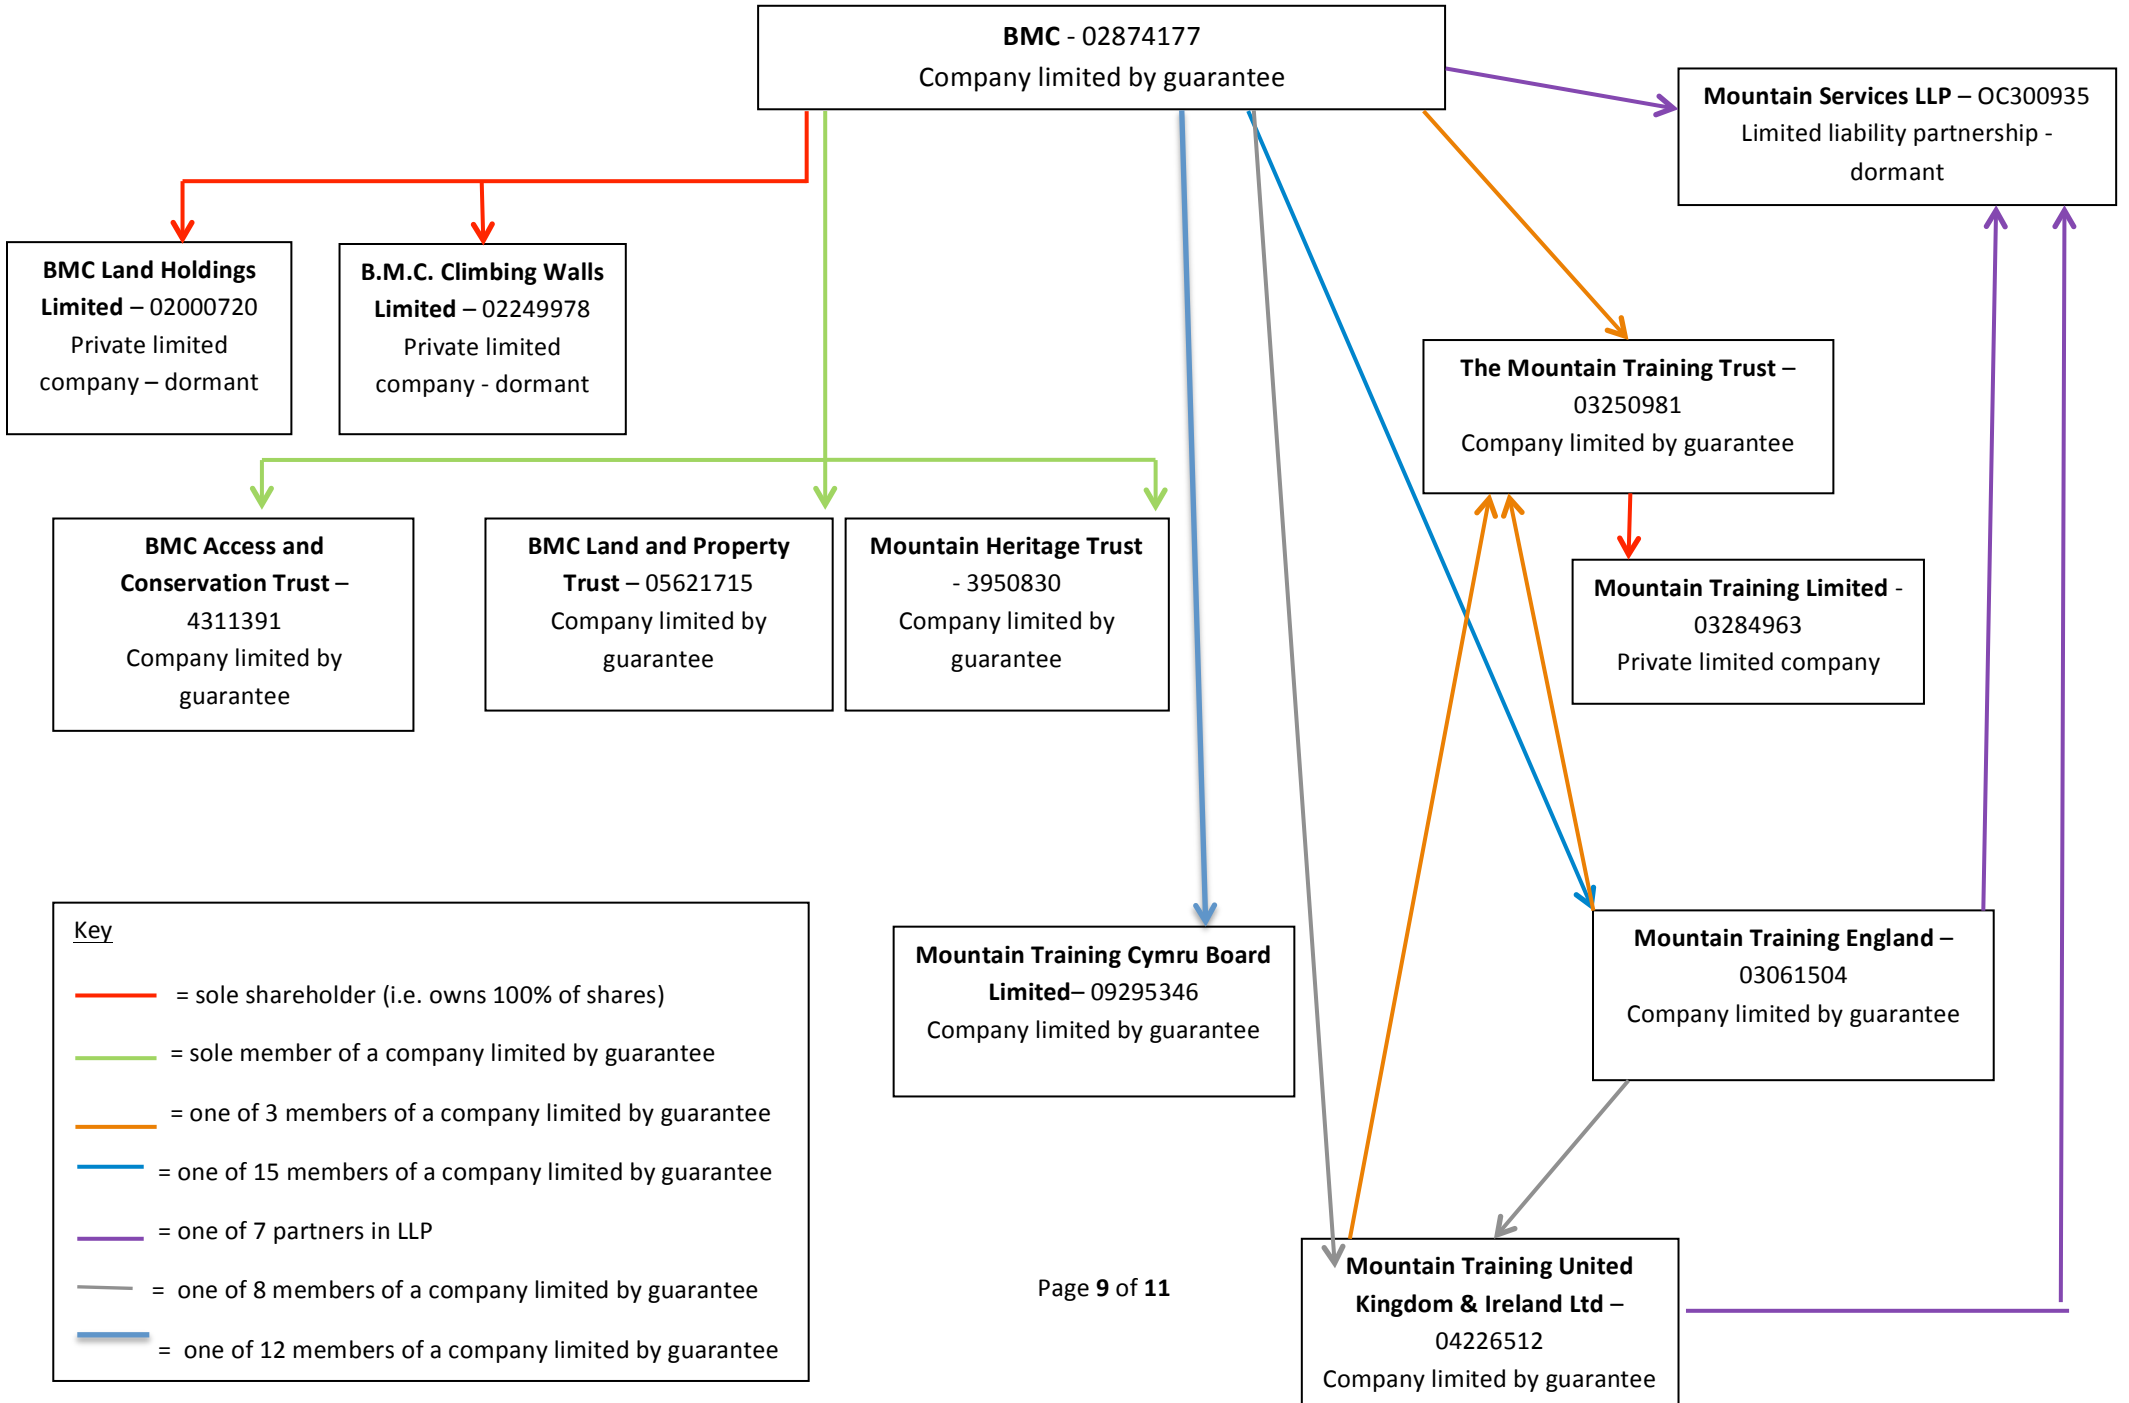 BMC - 02874177
Company limited by guarantee
Mountain Services LLP – OC300935
Limited liability partnership -
dormant
BMC Land Holdings
Limited – 02000720
Private limited
company – dormant
B.M.C. Climbing Walls
Limited – 02249978
Private limited
company - dormant
The Mountain Training Trust –
03250981
Company limited by guarantee
BMC Access and
Conservation Trust –
4311391
Company limited by
guarantee
BMC Land and Property
Trust – 05621715
Company limited by
guarantee
Mountain Heritage Trust
- 3950830
Company limited by
guarantee
Mountain Training Limited -
03284963
Private limited company
Mountain Training Cymru Board
Limited– 09295346
Company limited by guarantee
Mountain Training England –
03061504
Company limited by guarantee
Key
= sole shareholder (i.e. owns 100% of shares)
= sole member of a company limited by guarantee
= one of 3 members of a company limited by guarantee
= one of 15 members of a company limited by guarantee
= one of 7 partners in LLP
= one of 8 members of a company limited by guarantee
= one of 12 members of a company limited by guarantee
Page 9 of 11
Mountain Training United
Kingdom & Ireland Ltd –
04226512
Company limited by guarantee